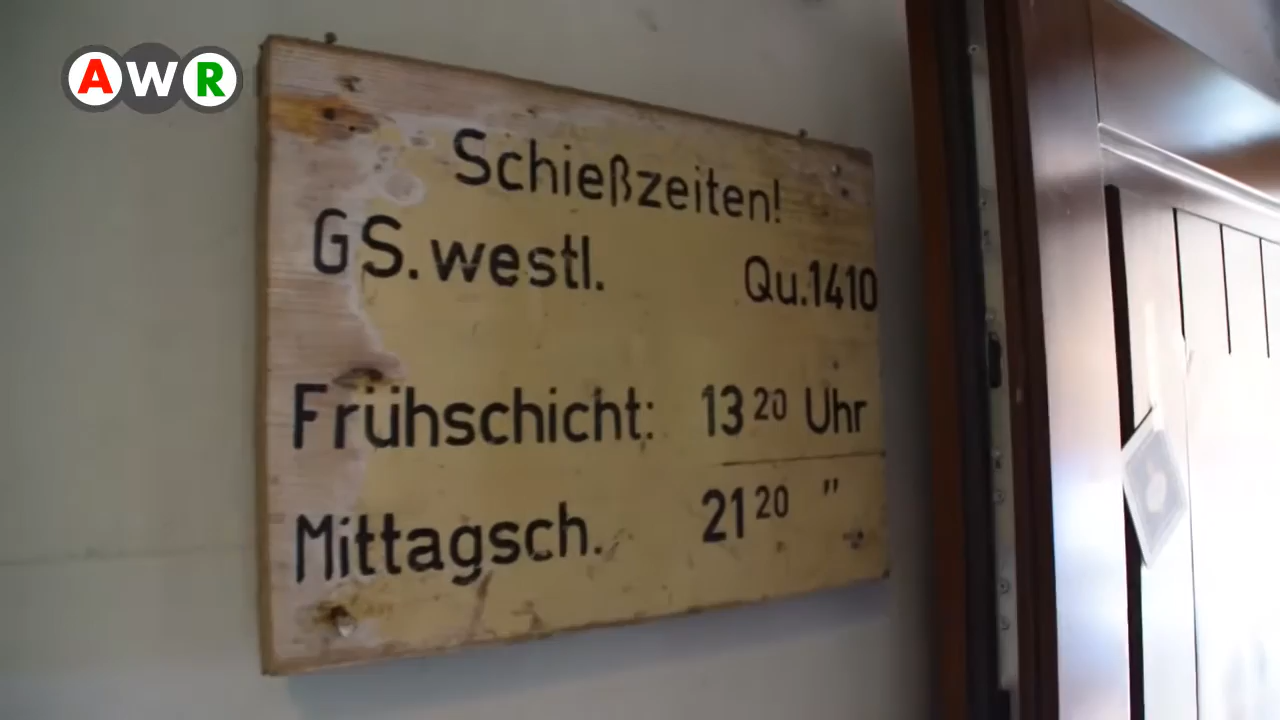 AWR
Schießzeiten!
GS. westl. Qu. 1410
Frühschicht: 13 20 Uhr
Mittagsch. 21 20 "